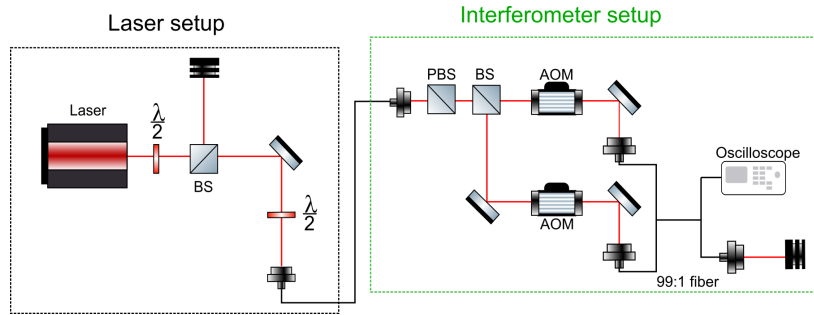 Laser setup
Interferometer setup
Laser
λ
2
BS
λ
2
PBS
BS
AOM
AOM
Oscilloscope
99:1 fiber